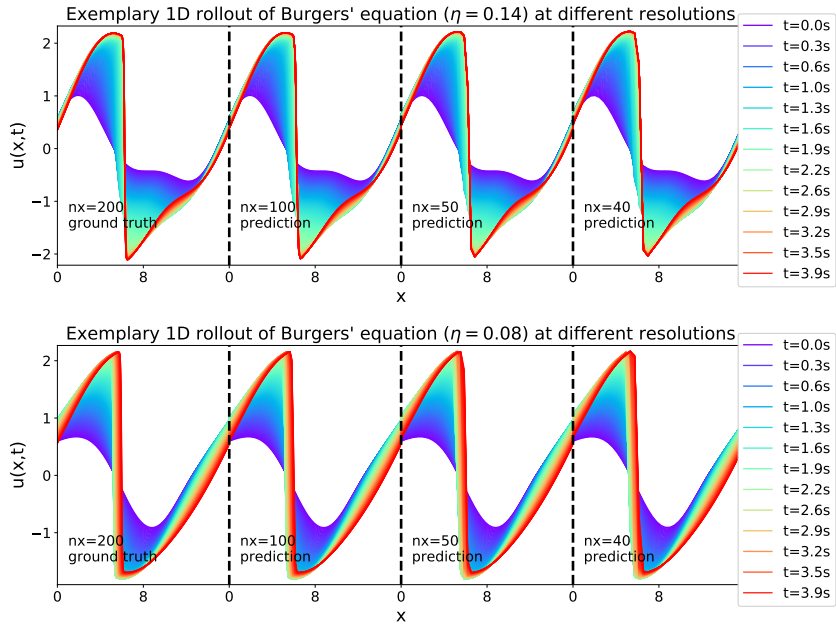 Exemplary 1D rollout of Burgers' equation (η = 0.14) at different resolutions
u(x,t)
2
1
0
−1
−2
nx=200
ground truth
nx=100
prediction
nx=50
prediction
nx=40
prediction
0 8 0 8 0 8 0 8
x
t=0.0s
t=0.3s
t=0.6s
t=1.0s
t=1.3s
t=1.6s
t=1.9s
t=2.2s
t=2.6s
t=2.9s
t=3.2s
t=3.5s
t=3.9s
Exemplary 1D rollout of Burgers' equation (η = 0.08) at different resolutions
u(x,t)
2
1
0
−1
nx=200
ground truth
nx=100
prediction
nx=50
prediction
nx=40
prediction
0 8 0 8 0 8 0 8
x
t=0.0s
t=0.3s
t=0.6s
t=1.0s
t=1.3s
t=1.6s
t=1.9s
t=2.2s
t=2.6s
t=2.9s
t=3.2s
t=3.5s
t=3.9s